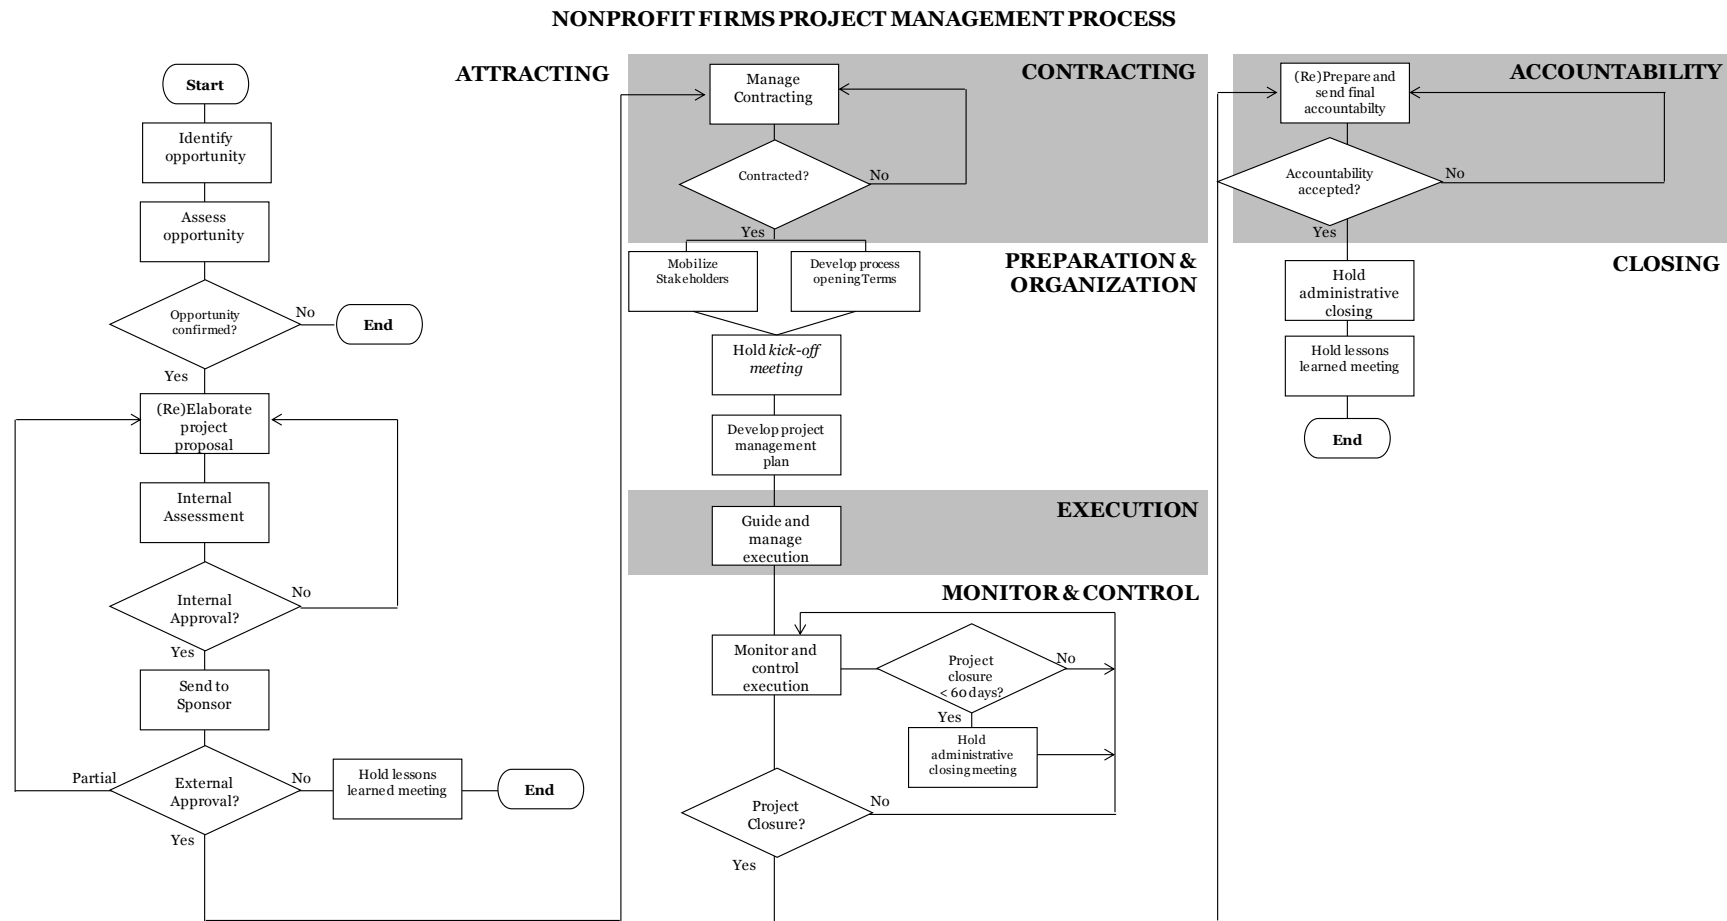 NONPROFIT FIRMS PROJECT MANAGEMENT PROCESS
ATTRACTING
Start
Identify
opportunity
Assess
opportunity
Opportunity
confirmed?
No
End
Yes
(Re)Elaborate
project
proposal
Internal
Assessment
Internal
Approval?
No
Yes
Send to
Sponsor
External
Approval?
Partial
No
Hold lessons
learned meeting
End
Yes
CONTRACTING
Manage
Contracting
Contracted?
No
Yes
PREPARATION &
ORGANIZATION
Mobilize
Stakeholders
Develop process
opening Terms
Hold kick-off
meeting
Develop project
management
plan
EXECUTION
Guide and
manage
execution
MONITOR & CONTROL
Monitor and
control
execution
Project
closure
< 60 days?
No
Yes
Hold
administrative
closing meeting
Project
Closure?
No
Yes
ACCOUNTABILITY
(Re)Prepare and
send final
accountabilty
Accountability
accepted?
No
Yes
CLOSING
Hold
administrative
closing
Hold lessons
learned meeting
End